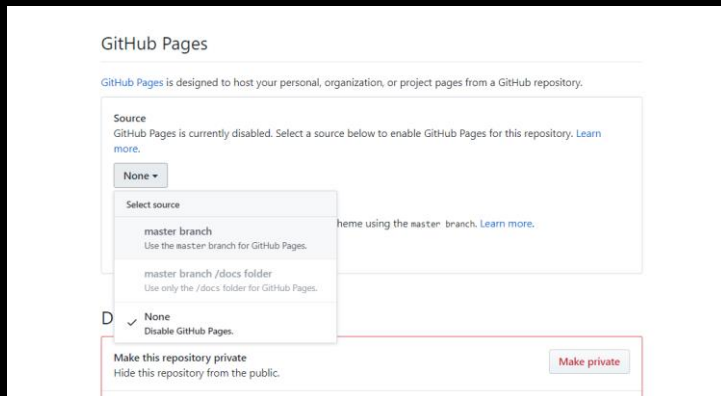 GitHub Pages
GitHub Pages is designed to host your personal, organization, or project pages from a GitHub repository.
Source
GitHub Pages is currently disabled. Select a source below to enable GitHub Pages for this repository. Learn
more.
None
Select source
master branch
Use the master branch for GitHub Pages.
heme using the master branch. Learn more.
master branch /docs folder
Use only the /docs folder for GitHub Pages.
None
Disable GitHub Pages.
D
Make this repository private
Hide this repository from the public.
Make private